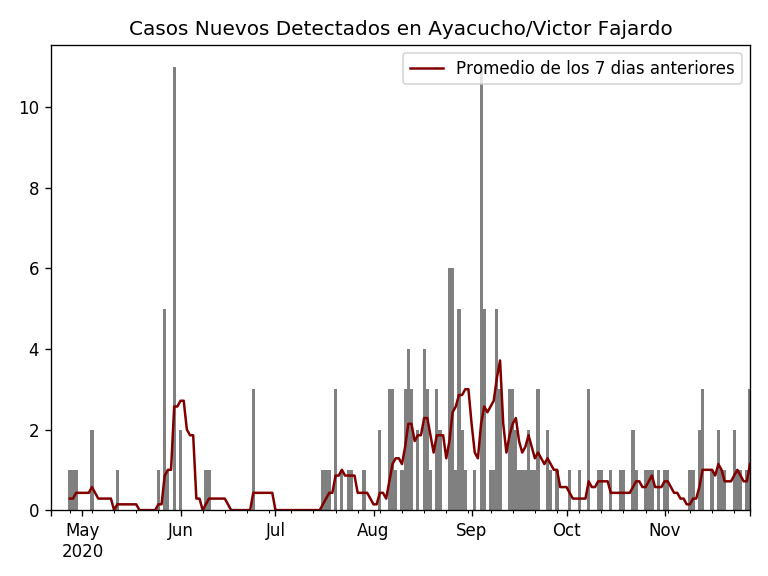 Casos Nuevos Detectados en Ayacucho/Victor Fajardo
Promedio de los 7 dias anteriores
10
8
6
4
2
0
May Jun Jul Aug Sep Oct Nov
2020